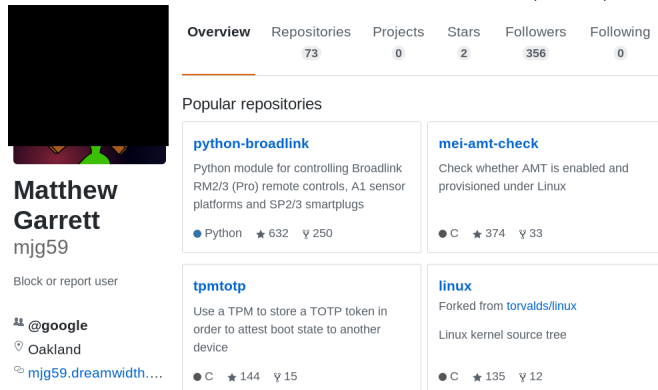 Overview Repositories Projects Stars Followers Following
73 0 2 356 0
Popular repositories
python-broadlink
Python module for controlling Broadlink
RM2/3 (Pro) remote controls, A1 sensor
platforms and SP2/3 smartplugs
Python 632 250
mei-amt-check
Check whether AMT is enabled and
provisioned under Linux
C 374 33
tpmtotp
Use a TPM to store a TOTP token in
order to attest boot state to another
device
C 144 15
linux
Forked from torvalds/linux
Linux kernel source tree
C 135 12
Matthew
Garrett
mjg59
Block or report user
@google
Oakland
mjg59.dreamwidth.…